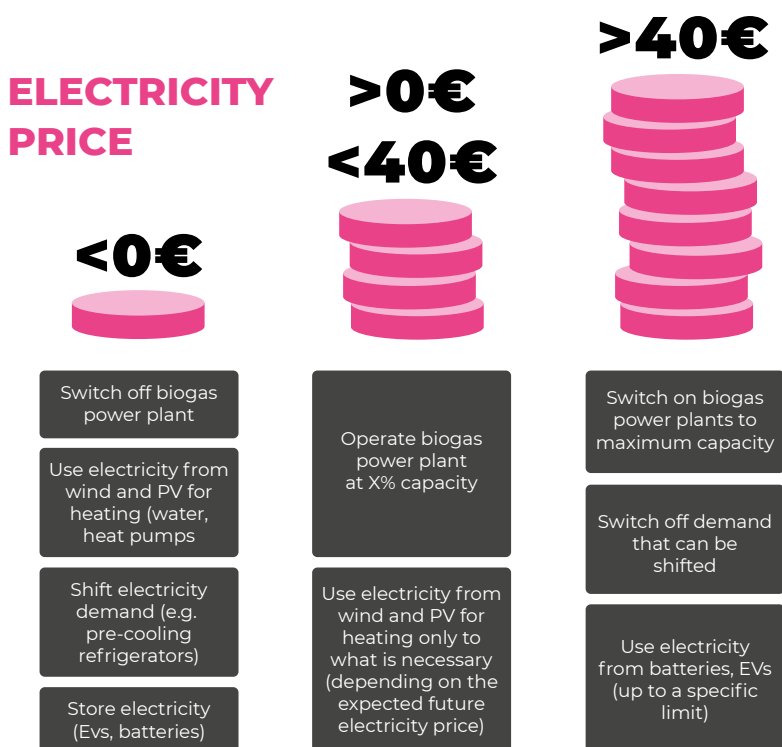 ELECTRICITY
PRICE
<0€
>0€
<40€
>40€
Switch off biogas
power plant
Use electricity from
wind and PV for
heating (water,
heat pumps
Shift electricity
demand (e.g.
pre-cooling
refrigerators)
Store electricity
(Evs, batteries)
Operate biogas
power plant
at X% capacity
Use electricity from
wind and PV for
heating only to
what is necessary
(depending on the
expected future
electricity price)
Switch on biogas
power plants to
maximum capacity
Switch off demand
that can be
shifted
Use electricity
from batteries, EVs
(up to a specific
limit)